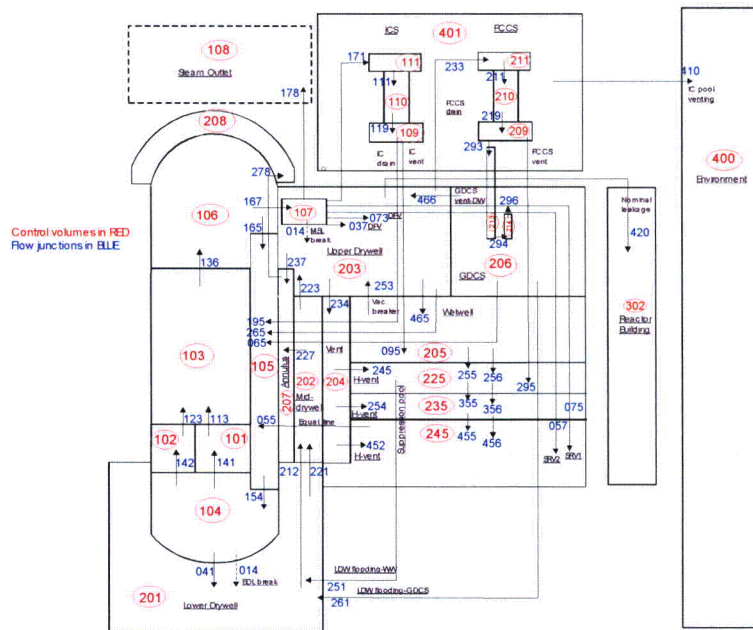 ICS
401
PCCS
108
Steam Outlet
171
111
233
211
410
IC pool
venting
178
111
110
211
210
PCCS
drain
119
109
219
209
208
IC
drain
IC
vent
293
PCCS
vent
400
Environment
278
466
GDCS
vent-DW
296
Nominal
leakage
106
167
107
073
DPV
014
037
DPV
MSL
break
213
214
420
Control volumes in RED
Flow junctions in BLUE
165
294
Upper Drywell
203
206
GDCS
136
237
223
234
253
Vac.
breaker
465
Wetwell
302
Reactor
Building
195
265
065
095
103
105
Annulus
227
Vent
205
202
204
245
H-vent
225
255
256
295
207
Mid-
drywell
235
355
356
075
123
113
055
Equal line
254
H-vent
Suppression pool
057
102
101
245
455
456
452
H-vent
SRV2
SRV1
142
141
212
221
154
104
041
014
BDL break
LDW flooding-WW
251
LDW flooding-GDCS
261
201
Lower Drywell